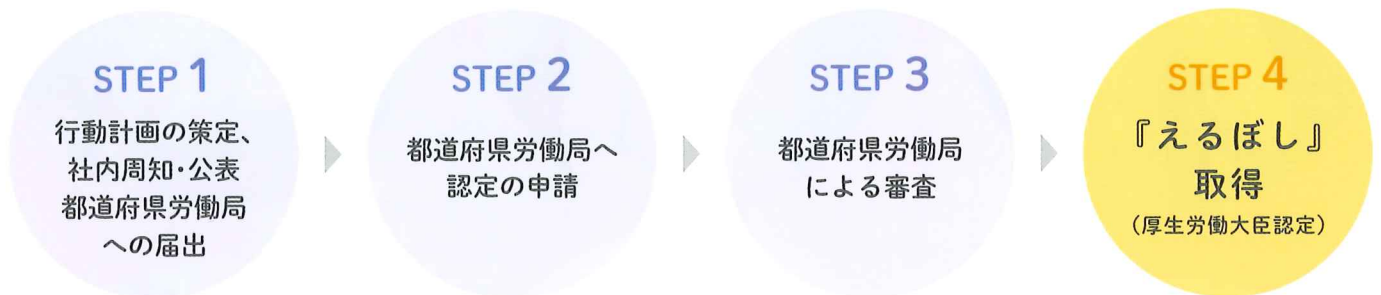 STEP 1
行動計画の策定、
社内周知・公表
都道府県労働局
への届出
STEP 2
都道府県労働局へ
認定の申請
STEP 3
都道府県労働局
による審査
STEP 4
『えるぼし』
取得
(厚生労働大臣認定)